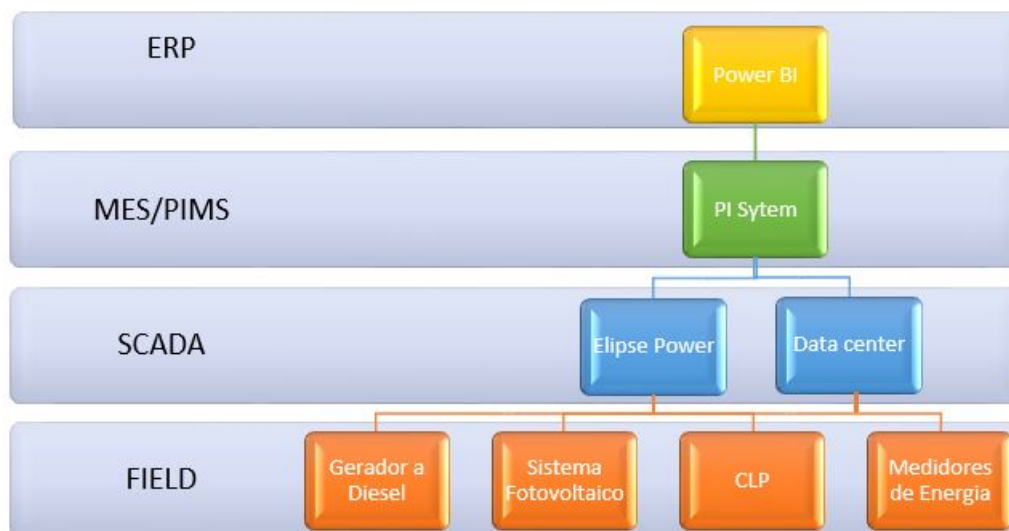 ERP
Power BI
MES/PIMS
PI Sytem
SCADA
Elipse Power
Data center
FIELD
Gerador a
Diesel
Sistema
Fotovoltaico
CLP
Medidores
de Energia